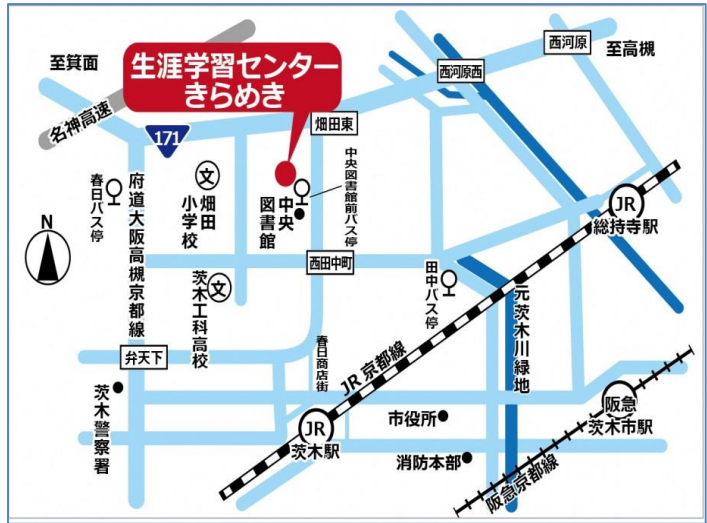 至箕面
名神高速
生涯学習センター
きらめき
西河原
至高槻
西河原西
171
畑田東
春日バス停
府道大阪高槻京都線
文
畑田
小学校
中央
図書館
中央図書館前バス停
JR
総持寺駅
N
西田中町
田中バス停
文
茨木工科高校
元茨木川緑地
弁天下
春日商店街
JR京都線
茨木警察署
JR
茨木駅
市役所
阪急
茨木市駅
消防本部
阪急京都線